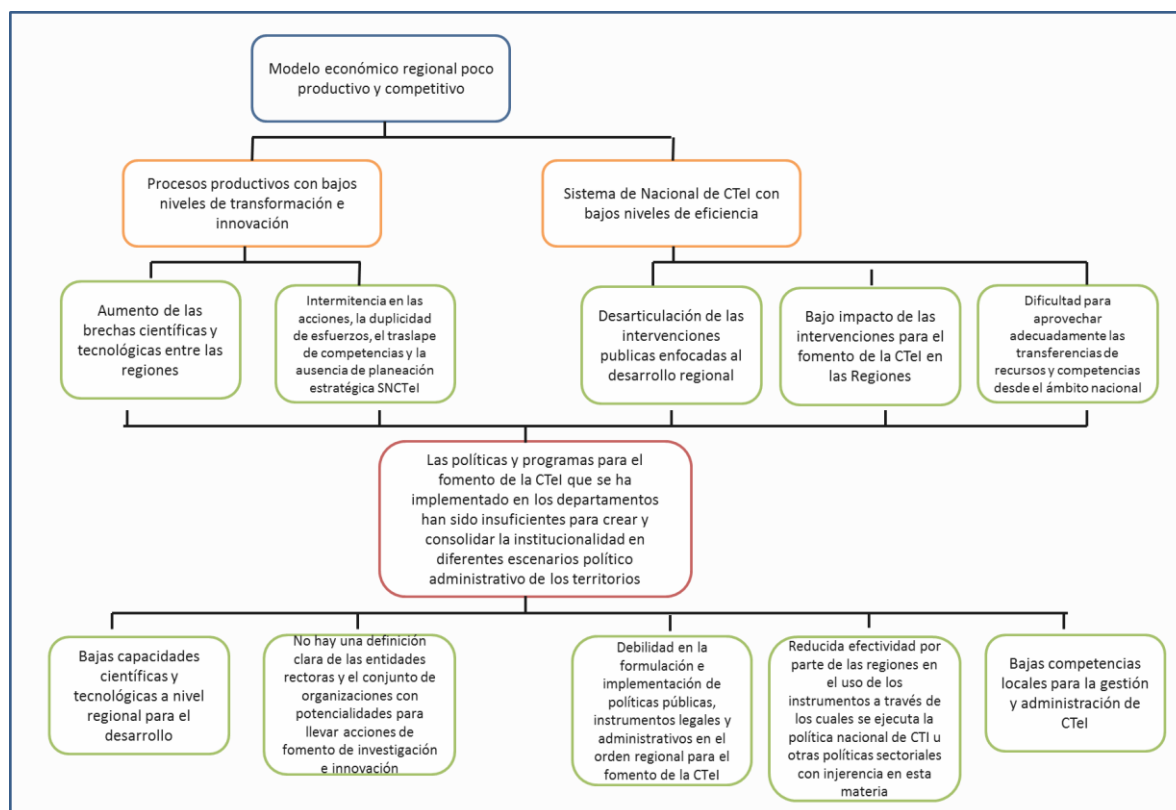 Modelo económico regional poco
productivo y competitivo
Procesos productivos con bajos
niveles de transformación e
innovación
Sistema de Nacional de CTeI con
bajos niveles de eficiencia
Aumento de las
brechas científicas y
tecnológicas entre las
regiones
Intermitencia en las
acciones, la duplicidad
de esfuerzos, el traslape
de competencias y la
ausencia de planeación
estratégica SNCTeI
Desarticulación de las
intervenciones
publicas enfocadas al
desarrollo regional
Bajo impacto de las
intervenciones para el
fomento de la CTeI en
las Regiones
Dificultad para
aprovechar
adecuadamente las
transferencias de
recursos y competencias
desde el ámbito nacional
Las políticas y programas para el
fomento de la CTeI que se ha
implementado en los departamentos
han sido insuficientes para crear y
consolidar la institucionalidad en
diferentes escenarios político
administrativo de los territorios
Bajas capacidades
científicas y
tecnológicas a nivel
regional para el
desarrollo
No hay una definición
clara de las entidades
rectoras y el conjunto de
organizaciones con
potencialidades para
llevar acciones de
fomento de investigación
e innovación
Debilidad en la
formulación e
implementación de
políticas públicas,
instrumentos legales y
administrativos en el
orden regional para el
fomento de la CTeI
Reducida efectividad por
parte de las regiones en
el uso de los
instrumentos a través de
los cuales se ejecuta la
política nacional de CTI u
otras políticas sectoriales
con injerencia en esta
materia
Bajas competencias
locales para la gestión
y administración de
CTeI